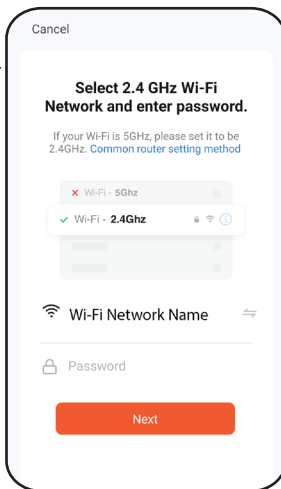 Cancel
Select 2.4 GHz Wi-Fi
Network and enter password.
If your Wi-Fi is 5GHz, please set it to be
2.4GHz. Common router setting method
Wi-Fi - 5Ghz
Wi-Fi - 2.4Ghz
Wi-Fi Network Name
Password
Next